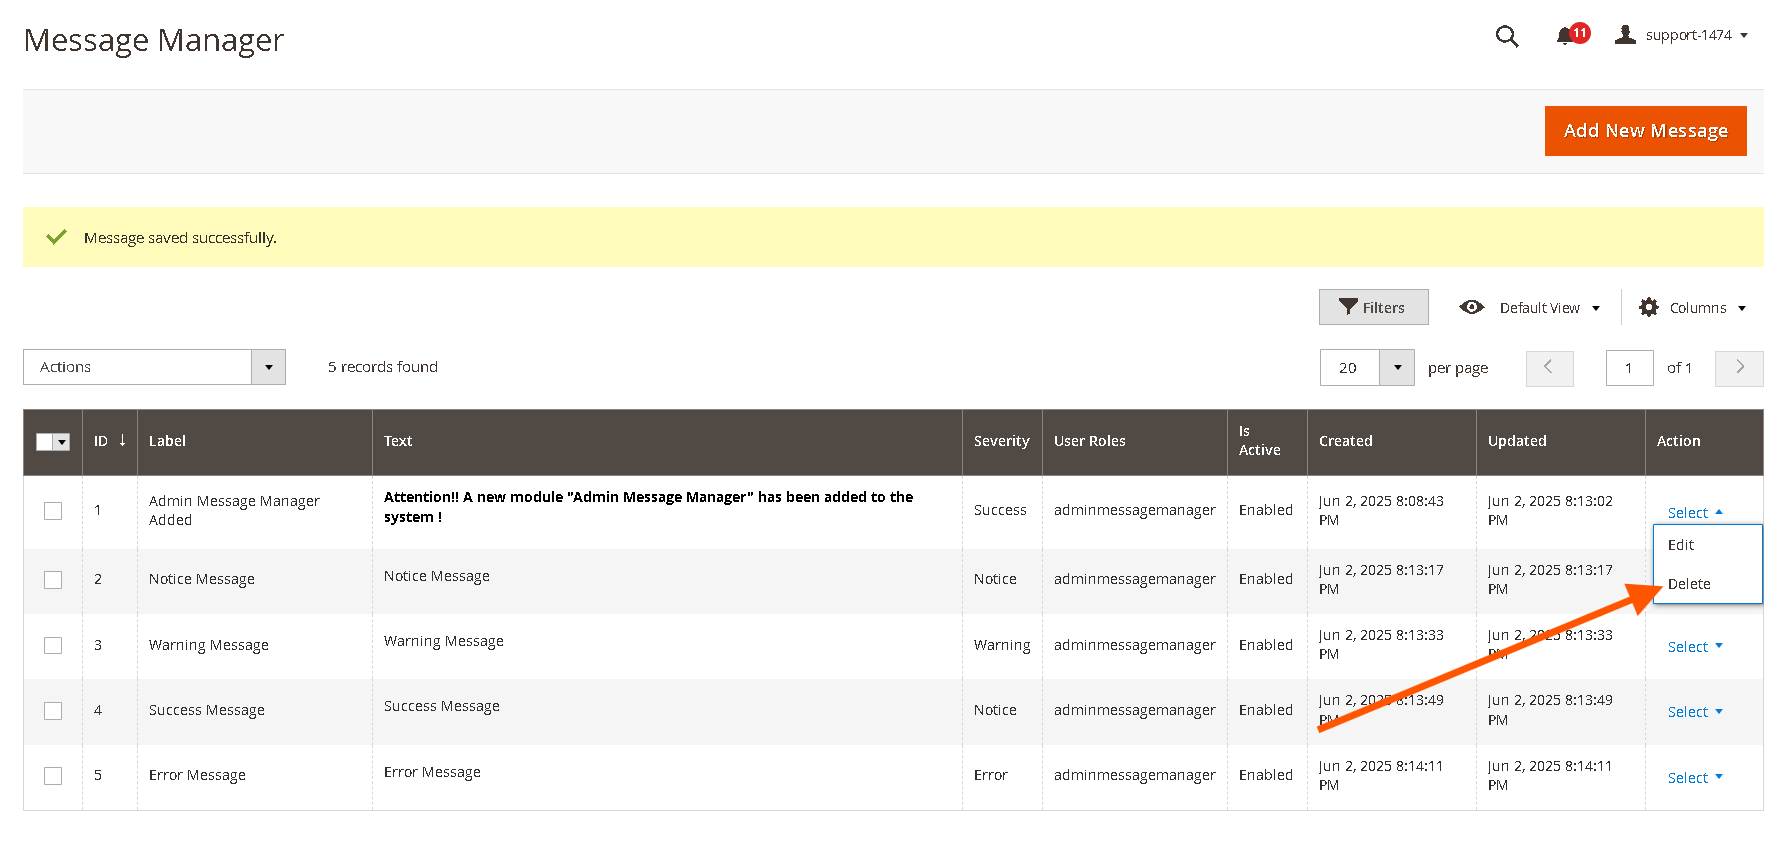 Message Manager
11
support-1474
Add New Message
Message saved successfully.
Filters
Default View
Columns
Actions
5 records found
20
per page
1
of 1
ID ↓ Label Text Severity User Roles Is Active Created Updated Action
1 Admin Message Manager Added Attention!! A new module "Admin Message Manager" has been added to the system ! Success adminmessagemanager Enabled Jun 2, 2025 8:08:43 PM Jun 2, 2025 8:13:02 PM Select
Edit
Delete
2 Notice Message Notice Message Notice adminmessagemanager Enabled Jun 2, 2025 8:13:17 PM Jun 2, 2025 8:13:17 PM
3 Warning Message Warning Message Warning adminmessagemanager Enabled Jun 2, 2025 8:13:33 PM Jun 2, 2025 8:13:33 PM Select
4 Success Message Success Message Notice adminmessagemanager Enabled Jun 2, 2025 8:13:49 PM Jun 2, 2025 8:13:49 PM Select
5 Error Message Error Message Error adminmessagemanager Enabled Jun 2, 2025 8:14:11 PM Jun 2, 2025 8:14:11 PM Select